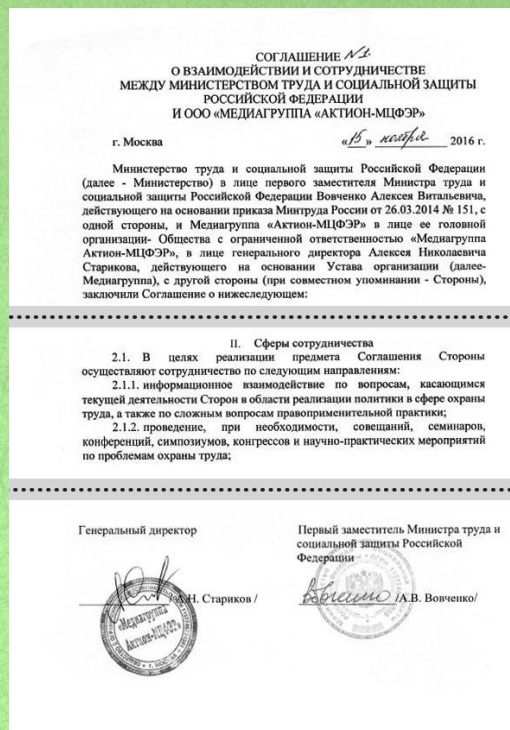 СОГЛАШЕНИЕ №1.
О ВЗАИМОДЕЙСТВИИ И СОТРУДНИЧЕСТВЕ
МЕЖДУ МИНИСТЕРСТВОМ ТРУДА И СОЦИАЛЬНОЙ ЗАЩИТЫ
РОССИЙСКОЙ ФЕДЕРАЦИИ
И ООО «МЕДИАГРУППА «АКТИОН-МЦФЭР»
г. Москва «15» ноября 2016 г.
Министерство труда и социальной защиты Российской Федерации
(далее - Министерство) в лице первого заместителя Министра труда и
социальной защиты Российской Федерации Вовченко Алексея Витальевича,
действующего на основании приказа Минтруда России от 26.03.2014 № 151, с
одной стороны, и Медиагруппа «Актион-МЦФЭР» в лице ее головной
организации- Общества с ограниченной ответственностью «Медиагруппа
Актион-МЦФЭР», в лице генерального директора Алексея Николаевича
Старикова, действующего на основании Устава организации (далее-
Медиагруппа), с другой стороны (при совместном упоминании - Стороны),
заключили Соглашение о нижеследующем:
II. Сферы сотрудничества
2.1. В целях реализации предмета Соглашения Стороны
осуществляют сотрудничество по следующим направлениям:
2.1.1. информационное взаимодействие по вопросам, касающимся
текущей деятельности Сторон в области реализации политики в сфере охраны
труда, а также по сложным вопросам правоприменительной практики;
2.1.2. проведение, при необходимости, совещаний, семинаров,
конференций, симпозиумов, конгрессов и научно-практических мероприятий
по проблемам охраны труда;
Генеральный директор
/А.Н. Стариков /
«Медиагруппа
Актион-МЦФЭР»
г. МОСКВА
Первый заместитель Министра труда и
социальной защиты Российской
Федерации
Вовченко /А.В. Вовченко/